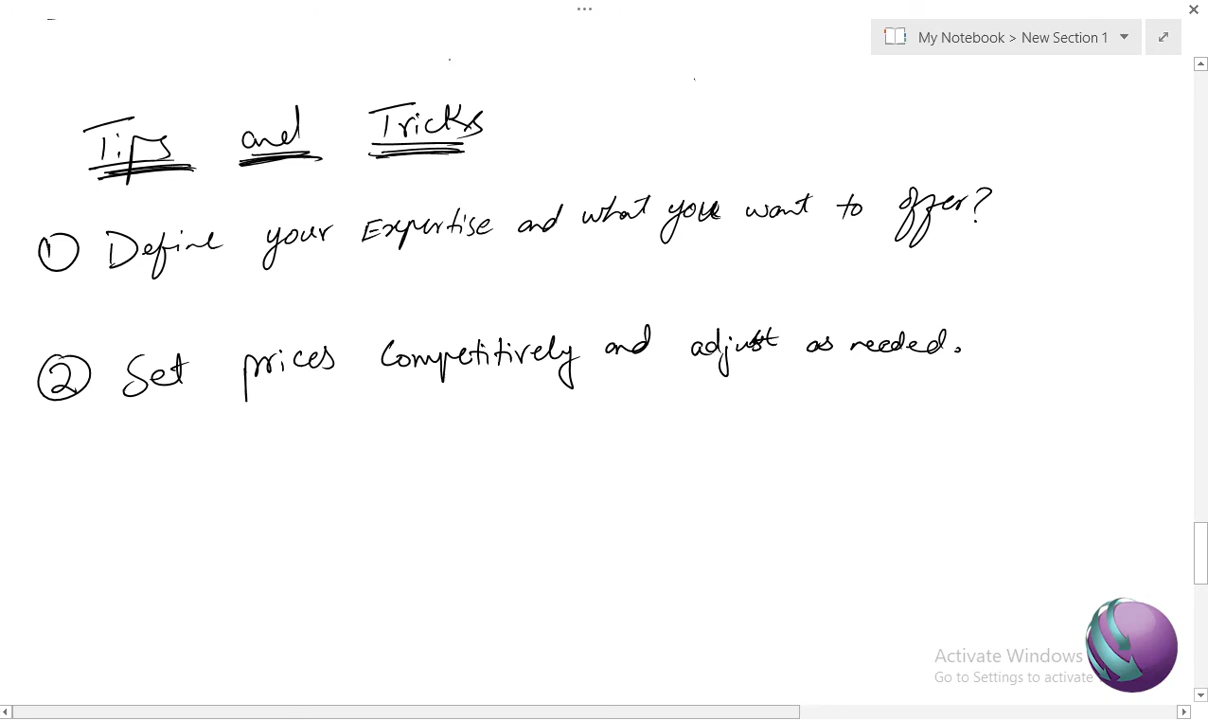 My Notebook > New Section 1
Tips and Tricks
① Define your Expertise and what you want to offer?
② Set prices Competitively and adjust as needed.
Activate Windows
Go to Settings to activate